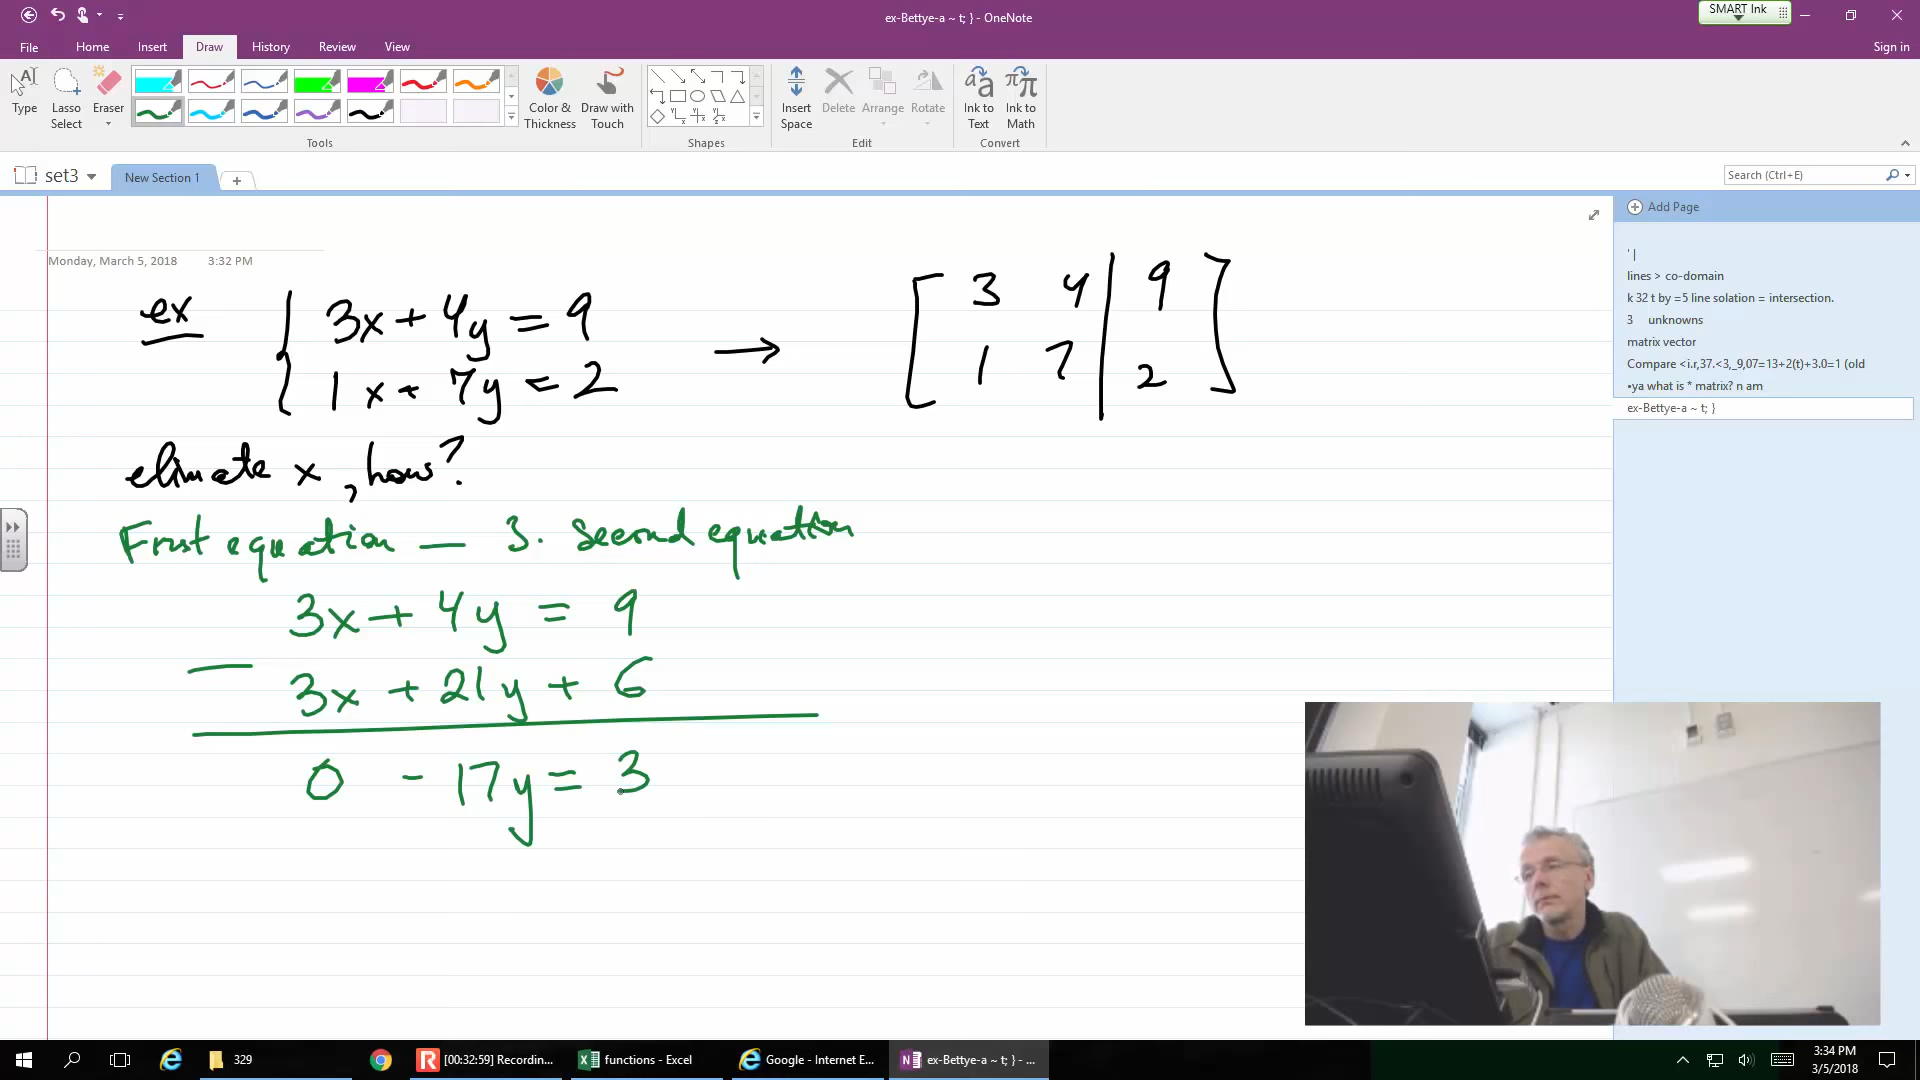 ex-Bettye-a ~ t; } - OneNote
SMART Ink
File Home Insert Draw History Review View
Sign in
Type
Lasso Select
Eraser
Color & Thickness
Draw with Touch
Insert Space
Delete
Arrange
Rotate
Ink to Text
Ink to Math
Tools
Shapes
Edit
Convert
set3
New Section 1
Search (Ctrl+E)
Add Page
' |
lines > co-domain
k 32 t by =5 line solation = intersection.
3 unknowns
matrix vector
Compare <i.r,37.<3,_9,07=13+2(t)+3.0=1 (old
•ya what is * matrix? n am
ex-Bettye-a ~ t; }
Monday, March 5, 2018 3:32 PM
ex { 3x + 4y = 9
1x + 7y = 2
→
[ 3 4 | 9
1 7 | 2 ]
elimate x, how?
Frust equation — 3. Second equation
3x + 4y = 9
— 3x + 21y + 6
0 - 17y = 3
329
[00:32:59] Recordin...
functions - Excel
Google - Internet E...
ex-Bettye-a ~ t; } - ...
3:34 PM
3/5/2018